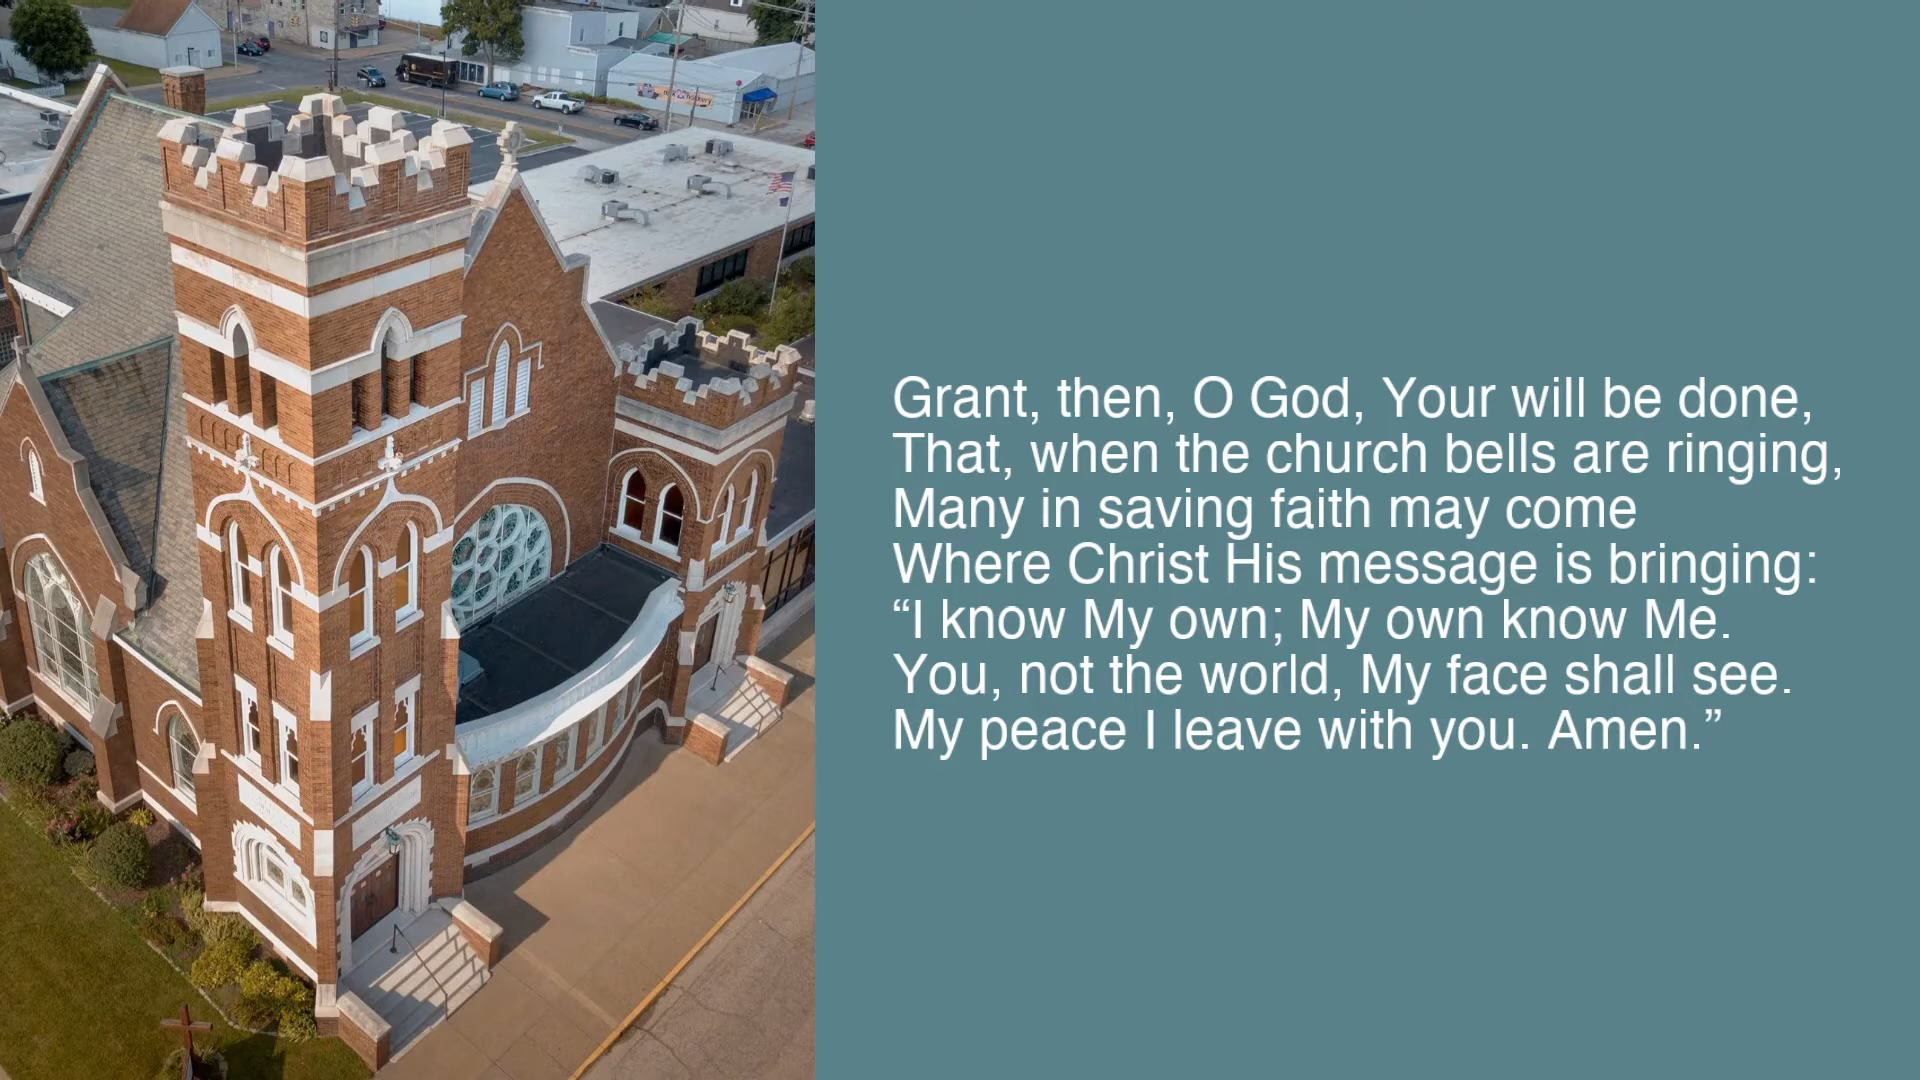 Grant, then, O God, Your will be done,
That, when the church bells are ringing,
Many in saving faith may come
Where Christ His message is bringing:
“I know My own; My own know Me.
You, not the world, My face shall see.
My peace I leave with you. Amen.”